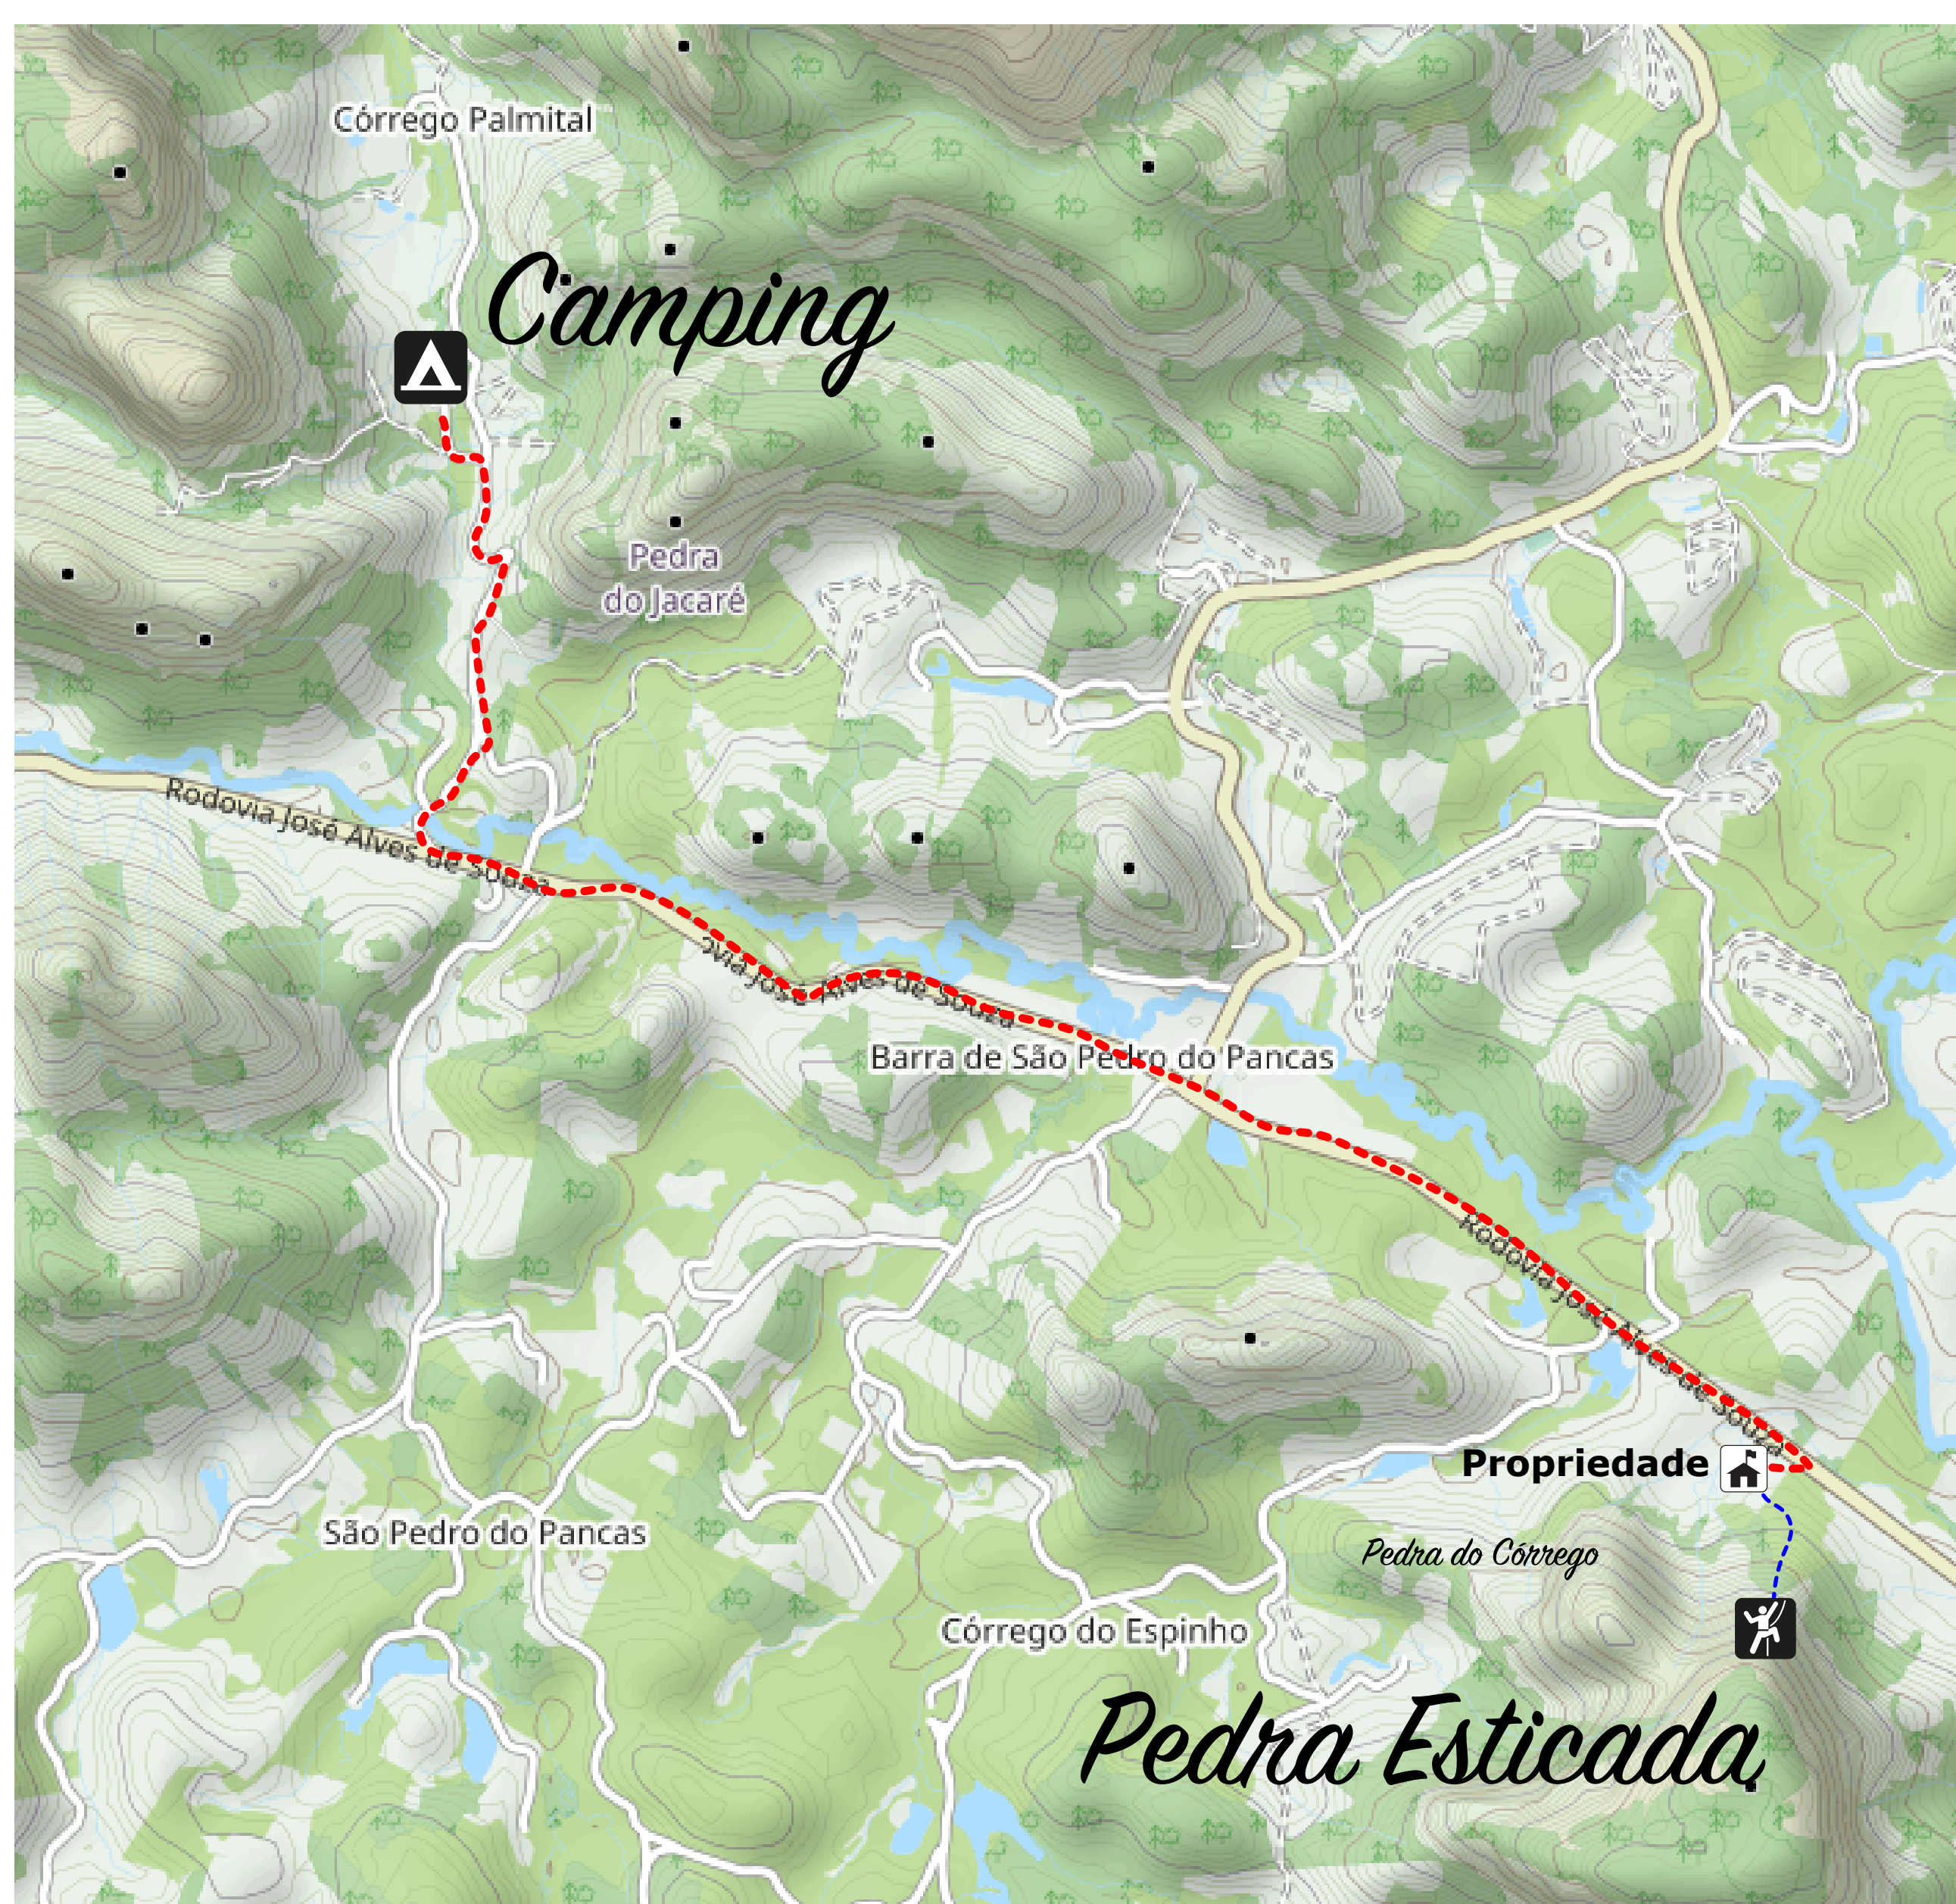 Córrego Palmital
Camping
Pedra
do Jacaré
Rodovia José Alves de Souza
ovia José Alves de Souza
Barra de São Pedro do Pancas
Rodovia José Alves de Souza
Propriedade
São Pedro do Pancas
Pedra do Córrego
Córrego do Espinho
Pedra Esticada